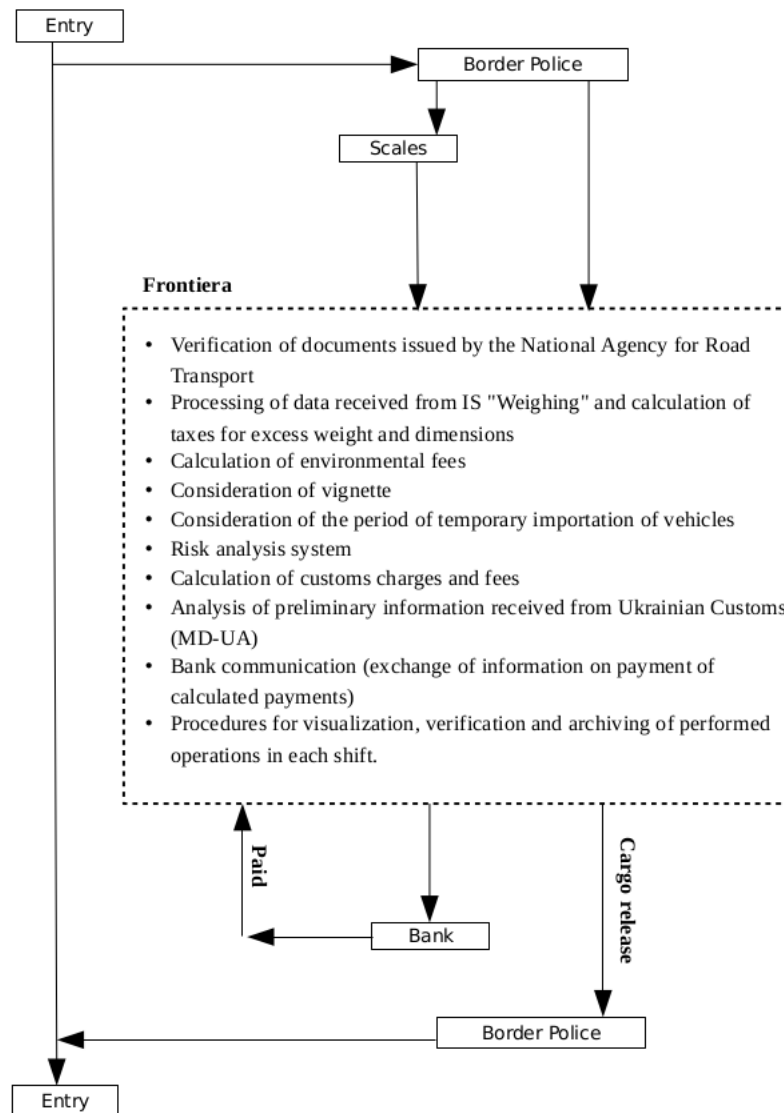 Entry
Border Police
Scales
Frontiera
• Verification of documents issued by the National Agency for Road
Transport
• Processing of data received from IS "Weighing" and calculation of
taxes for excess weight and dimensions
• Calculation of environmental fees
• Consideration of vignette
• Consideration of the period of temporary importation of vehicles
• Risk analysis system
• Calculation of customs charges and fees
• Analysis of preliminary information received from Ukrainian Customs
(MD-UA)
• Bank communication (exchange of information on payment of
calculated payments)
• Procedures for visualization, verification and archiving of performed
operations in each shift.
Paid
Cargo release
Bank
Border Police
Entry